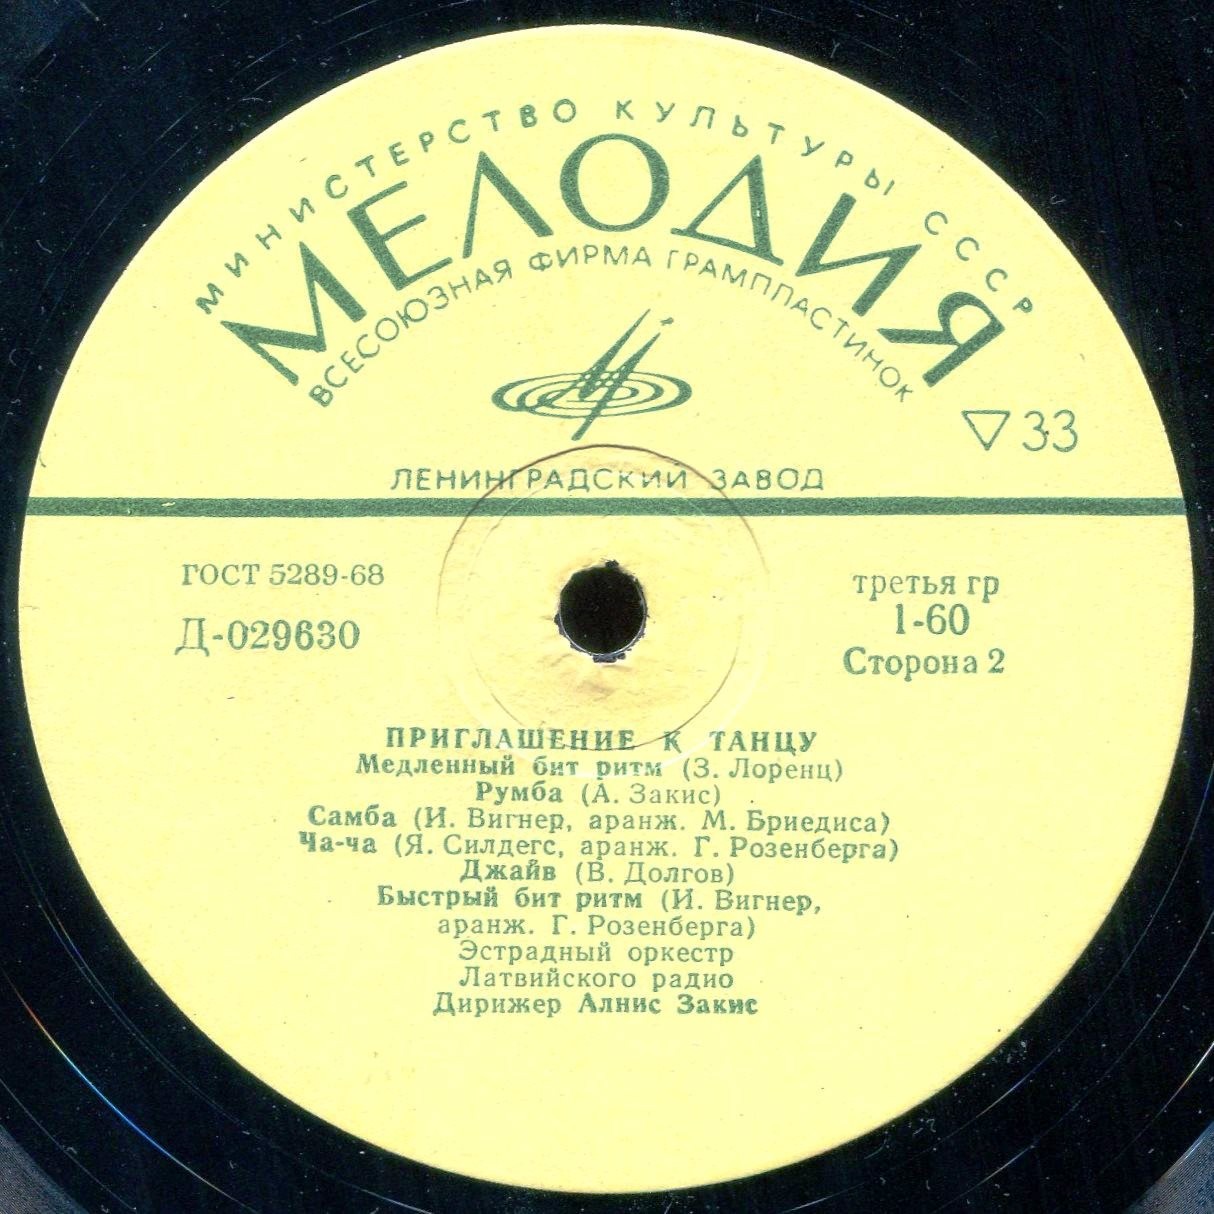 МИНИСТЕРСТВО КУЛЬТУРЫ СССР
МЕЛОДИЯ
ВСЕСОЮЗНАЯ ФИРМА ГРАМПЛАСТИНОК
▽33
ЛЕНИНГРАДСКИЙ ЗАВОД
ГОСТ 5289-68
Д-029630
третья гр
1-60
Сторона 2
ПРИГЛАШЕНИЕ К ТАНЦУ
Медленный бит ритм (З. Лоренц)
Румба (А. Закис)
Самба (И. Вигнер, аранж. М. Бриедиса)
Ча-ча (Я. Силдегс, аранж. Г. Розенберга)
Джайв (В. Долгов)
Быстрый бит ритм (И. Вигнер,
аранж. Г. Розенберга)
Эстрадный оркестр
Латвийского радио
Дирижер Алнис Закис